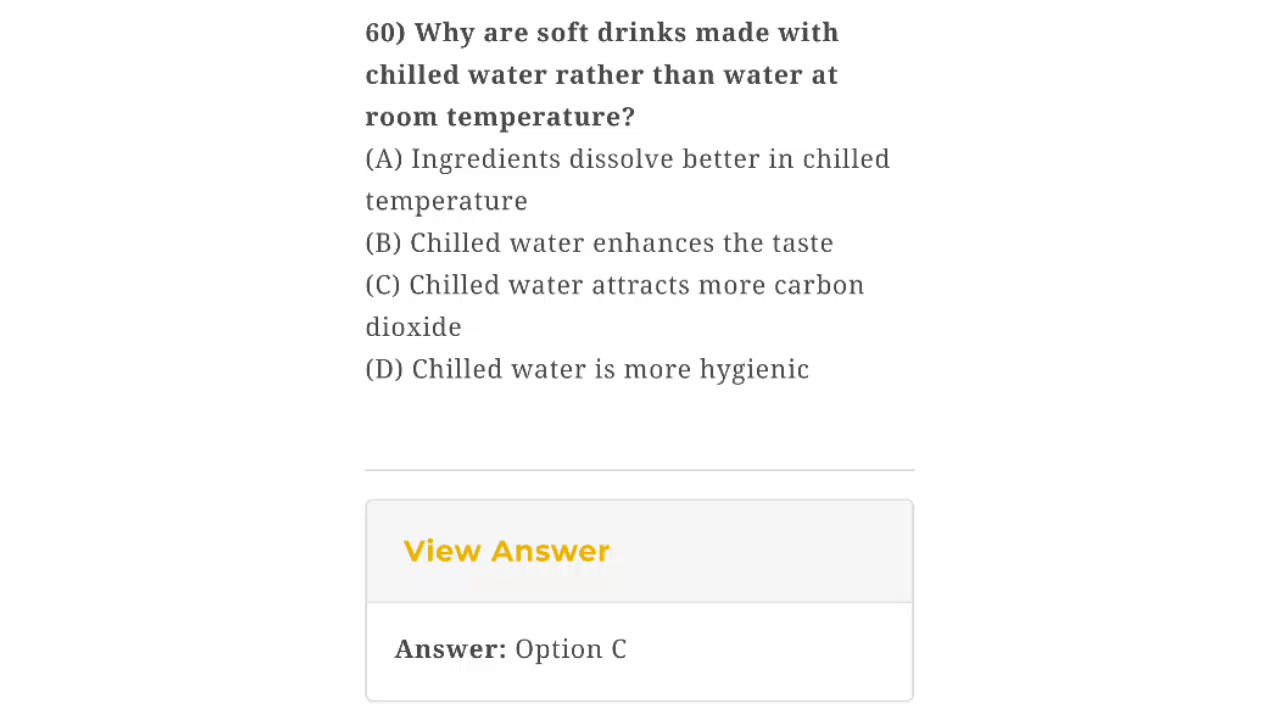 60) Why are soft drinks made with
chilled water rather than water at
room temperature?
(A) Ingredients dissolve better in chilled
temperature
(B) Chilled water enhances the taste
(C) Chilled water attracts more carbon
dioxide
(D) Chilled water is more hygienic
View Answer
Answer: Option C